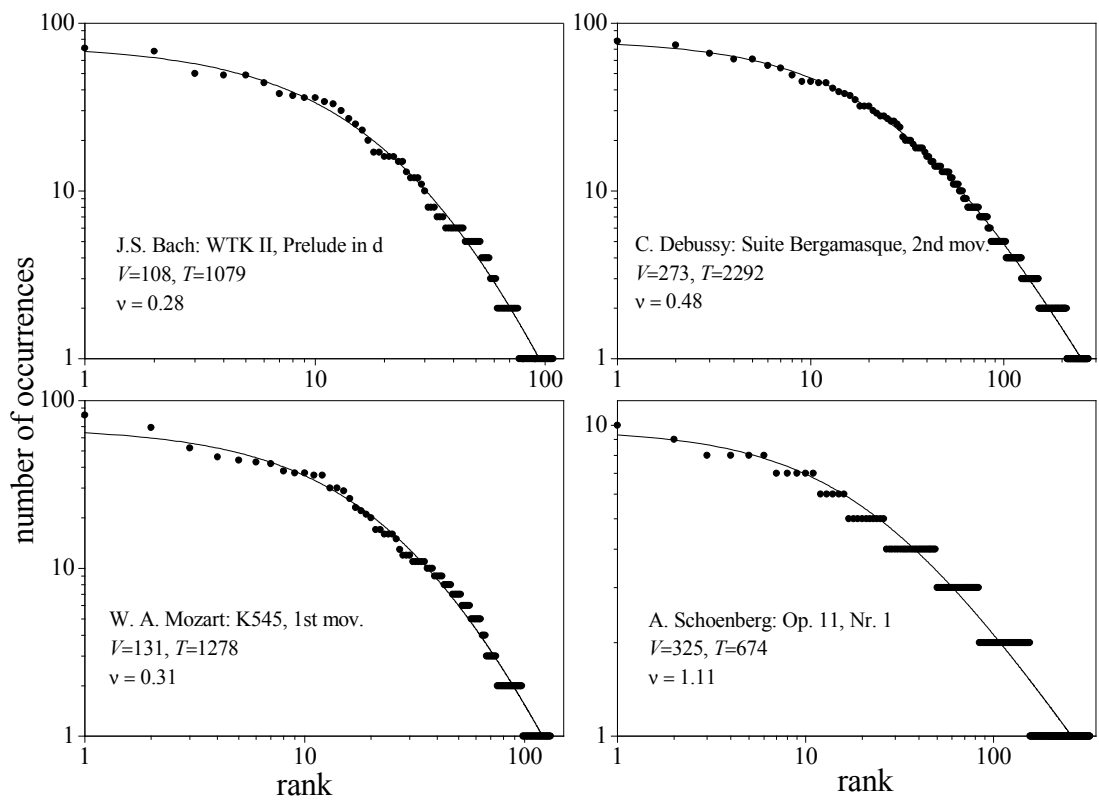 number of occurrences
100
10
1
1
10
100
J.S. Bach: WTK II, Prelude in d
V=108, T=1079
ν = 0.28
100
10
1
1
10
100
C. Debussy: Suite Bergamasque, 2nd mov.
V=273, T=2292
ν = 0.48
100
10
1
1
10
100
W. A. Mozart: K545, 1st mov.
V=131, T=1278
ν = 0.31
rank
10
1
1
10
100
A. Schoenberg: Op. 11, Nr. 1
V=325, T=674
ν = 1.11
rank